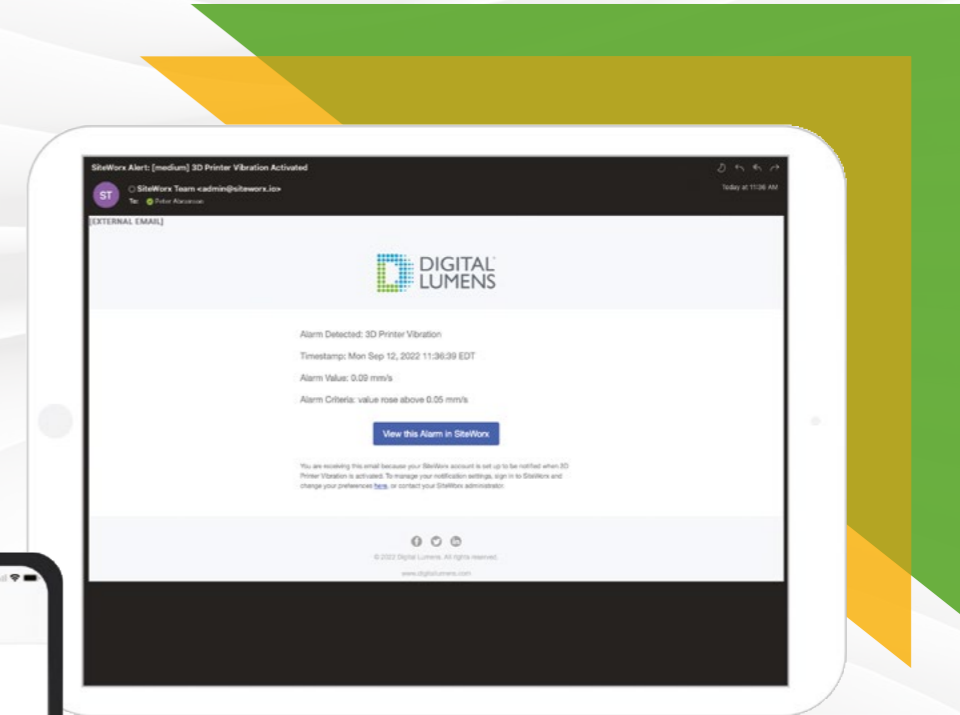 SiteWorx Alert: [medium] 3D Printer Vibration Activated
ST
SiteWorx Team <admin@siteworx.io>
Today at 11:36 AM
To: Peter
[EXTERNAL EMAIL]
DIGITAL
LUMENS
Alarm Detected: 3D Printer Vibration
Timestamp: Mon Sep 12, 2022 11:36:39 EDT
Alarm Value: 0.09 mm/s
Alarm Criteria: value rose above 0.05 mm/s
View this Alarm in SiteWorx
You are receiving this email because your SiteWorx account is set up to be notified when 3D
Printer Vibration is activated. To manage your notification settings, sign in to SiteWorx and
change your preferences here, or contact your SiteWorx administrator.
© 2022 Digital Lumens. All rights reserved.
www.digitallumens.com